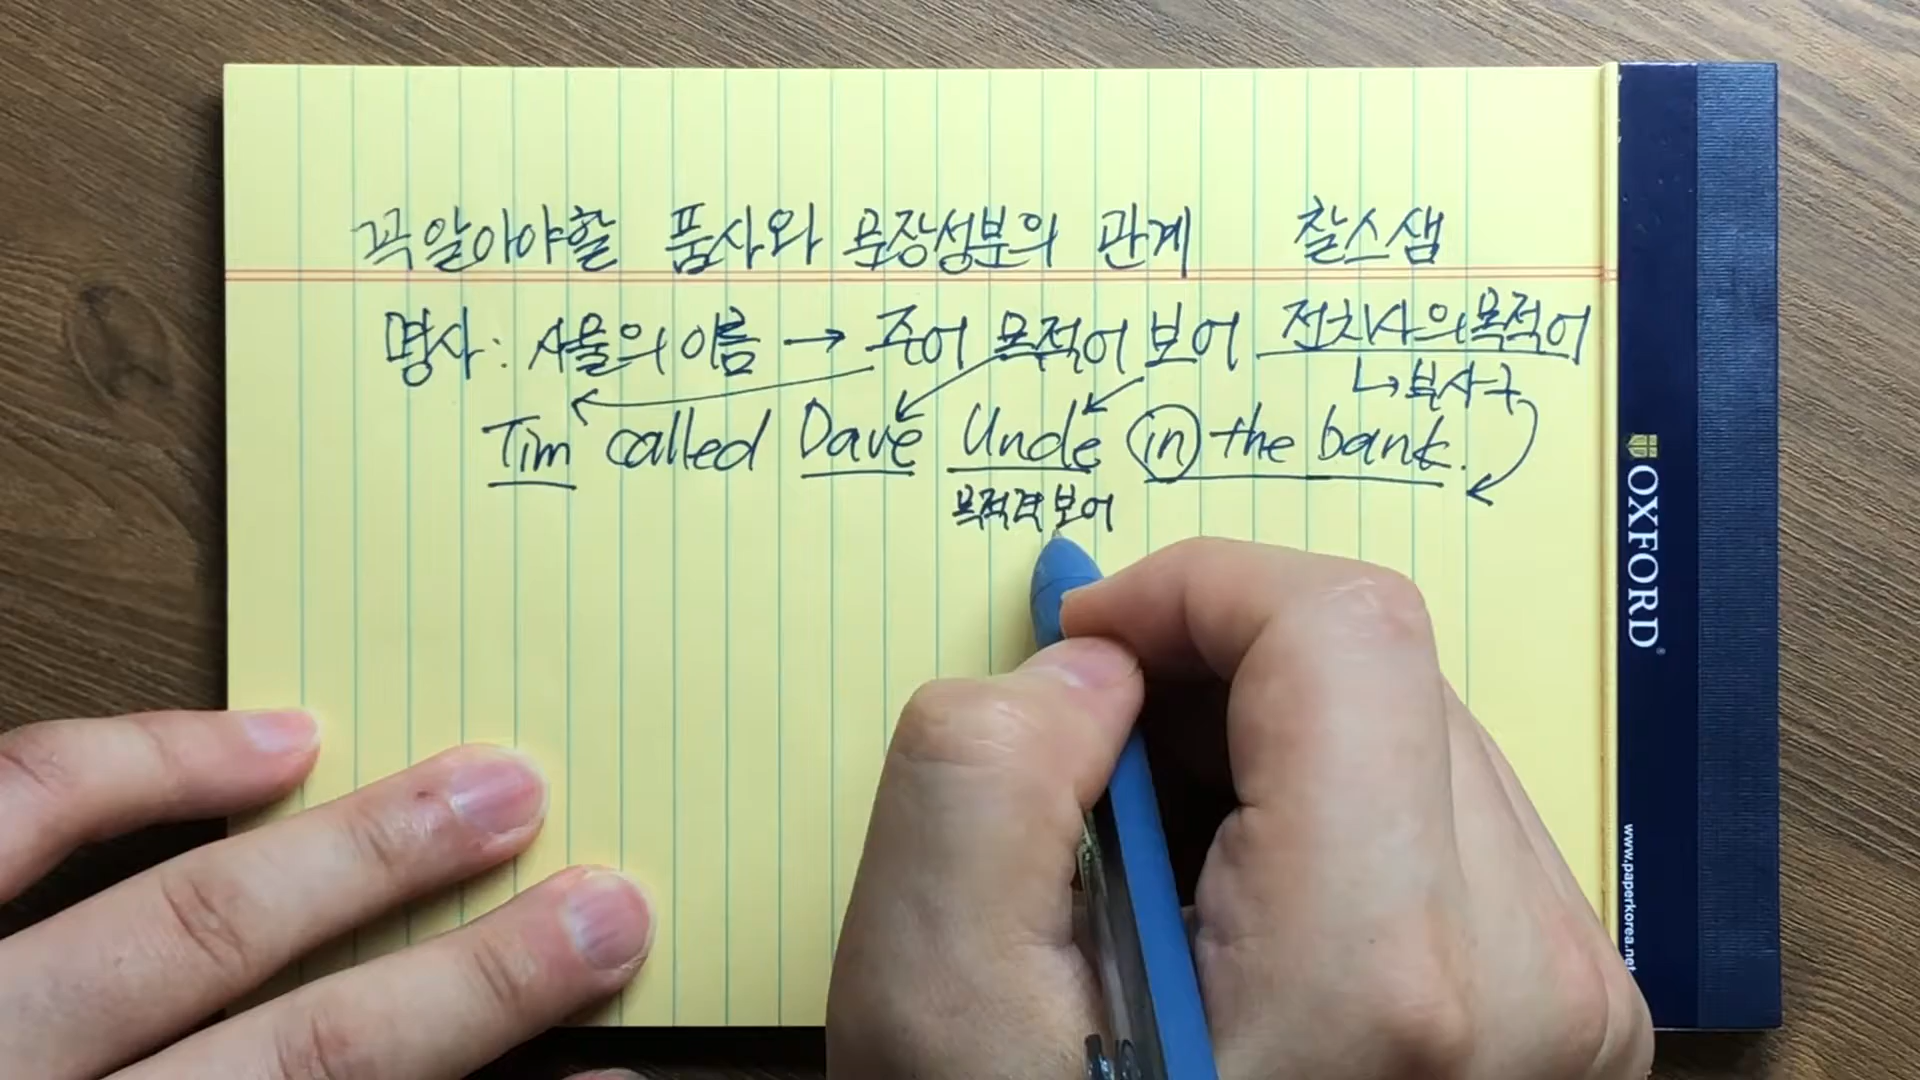 꼭알아야할 품사와 문장성분의 관계 찰스샘
명사: 사물의 이름 → 주어 목적어 보어 전치사의목적어
↳부사구
Tim called Dave Uncle in the bank.
목적격 보어
OXFORD®
www.paperkorea.net